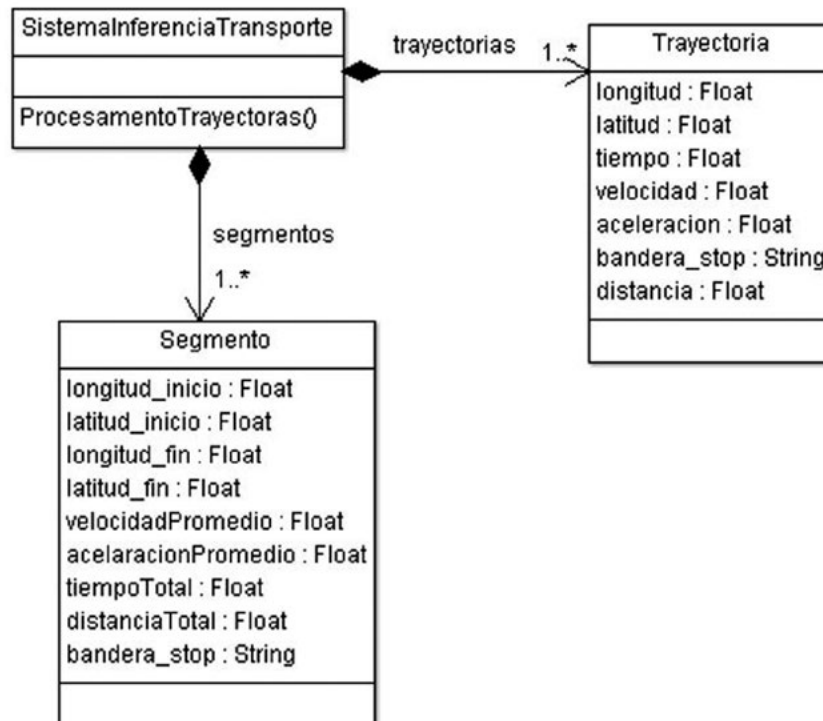 SistemaInferenciaTransporte
ProcesamentoTrayectoras()
trayectorias
1..*
Trayectoria
longitud : Float
latitud : Float
tiempo : Float
velocidad : Float
aceleracion : Float
bandera_stop : String
distancia : Float
segmentos
1..*
Segmento
longitud_inicio : Float
latitud_inicio : Float
longitud_fin : Float
latitud_fin : Float
velocidadPromedio : Float
acelaracionPromedio : Float
tiempoTotal : Float
distanciaTotal : Float
bandera_stop : String